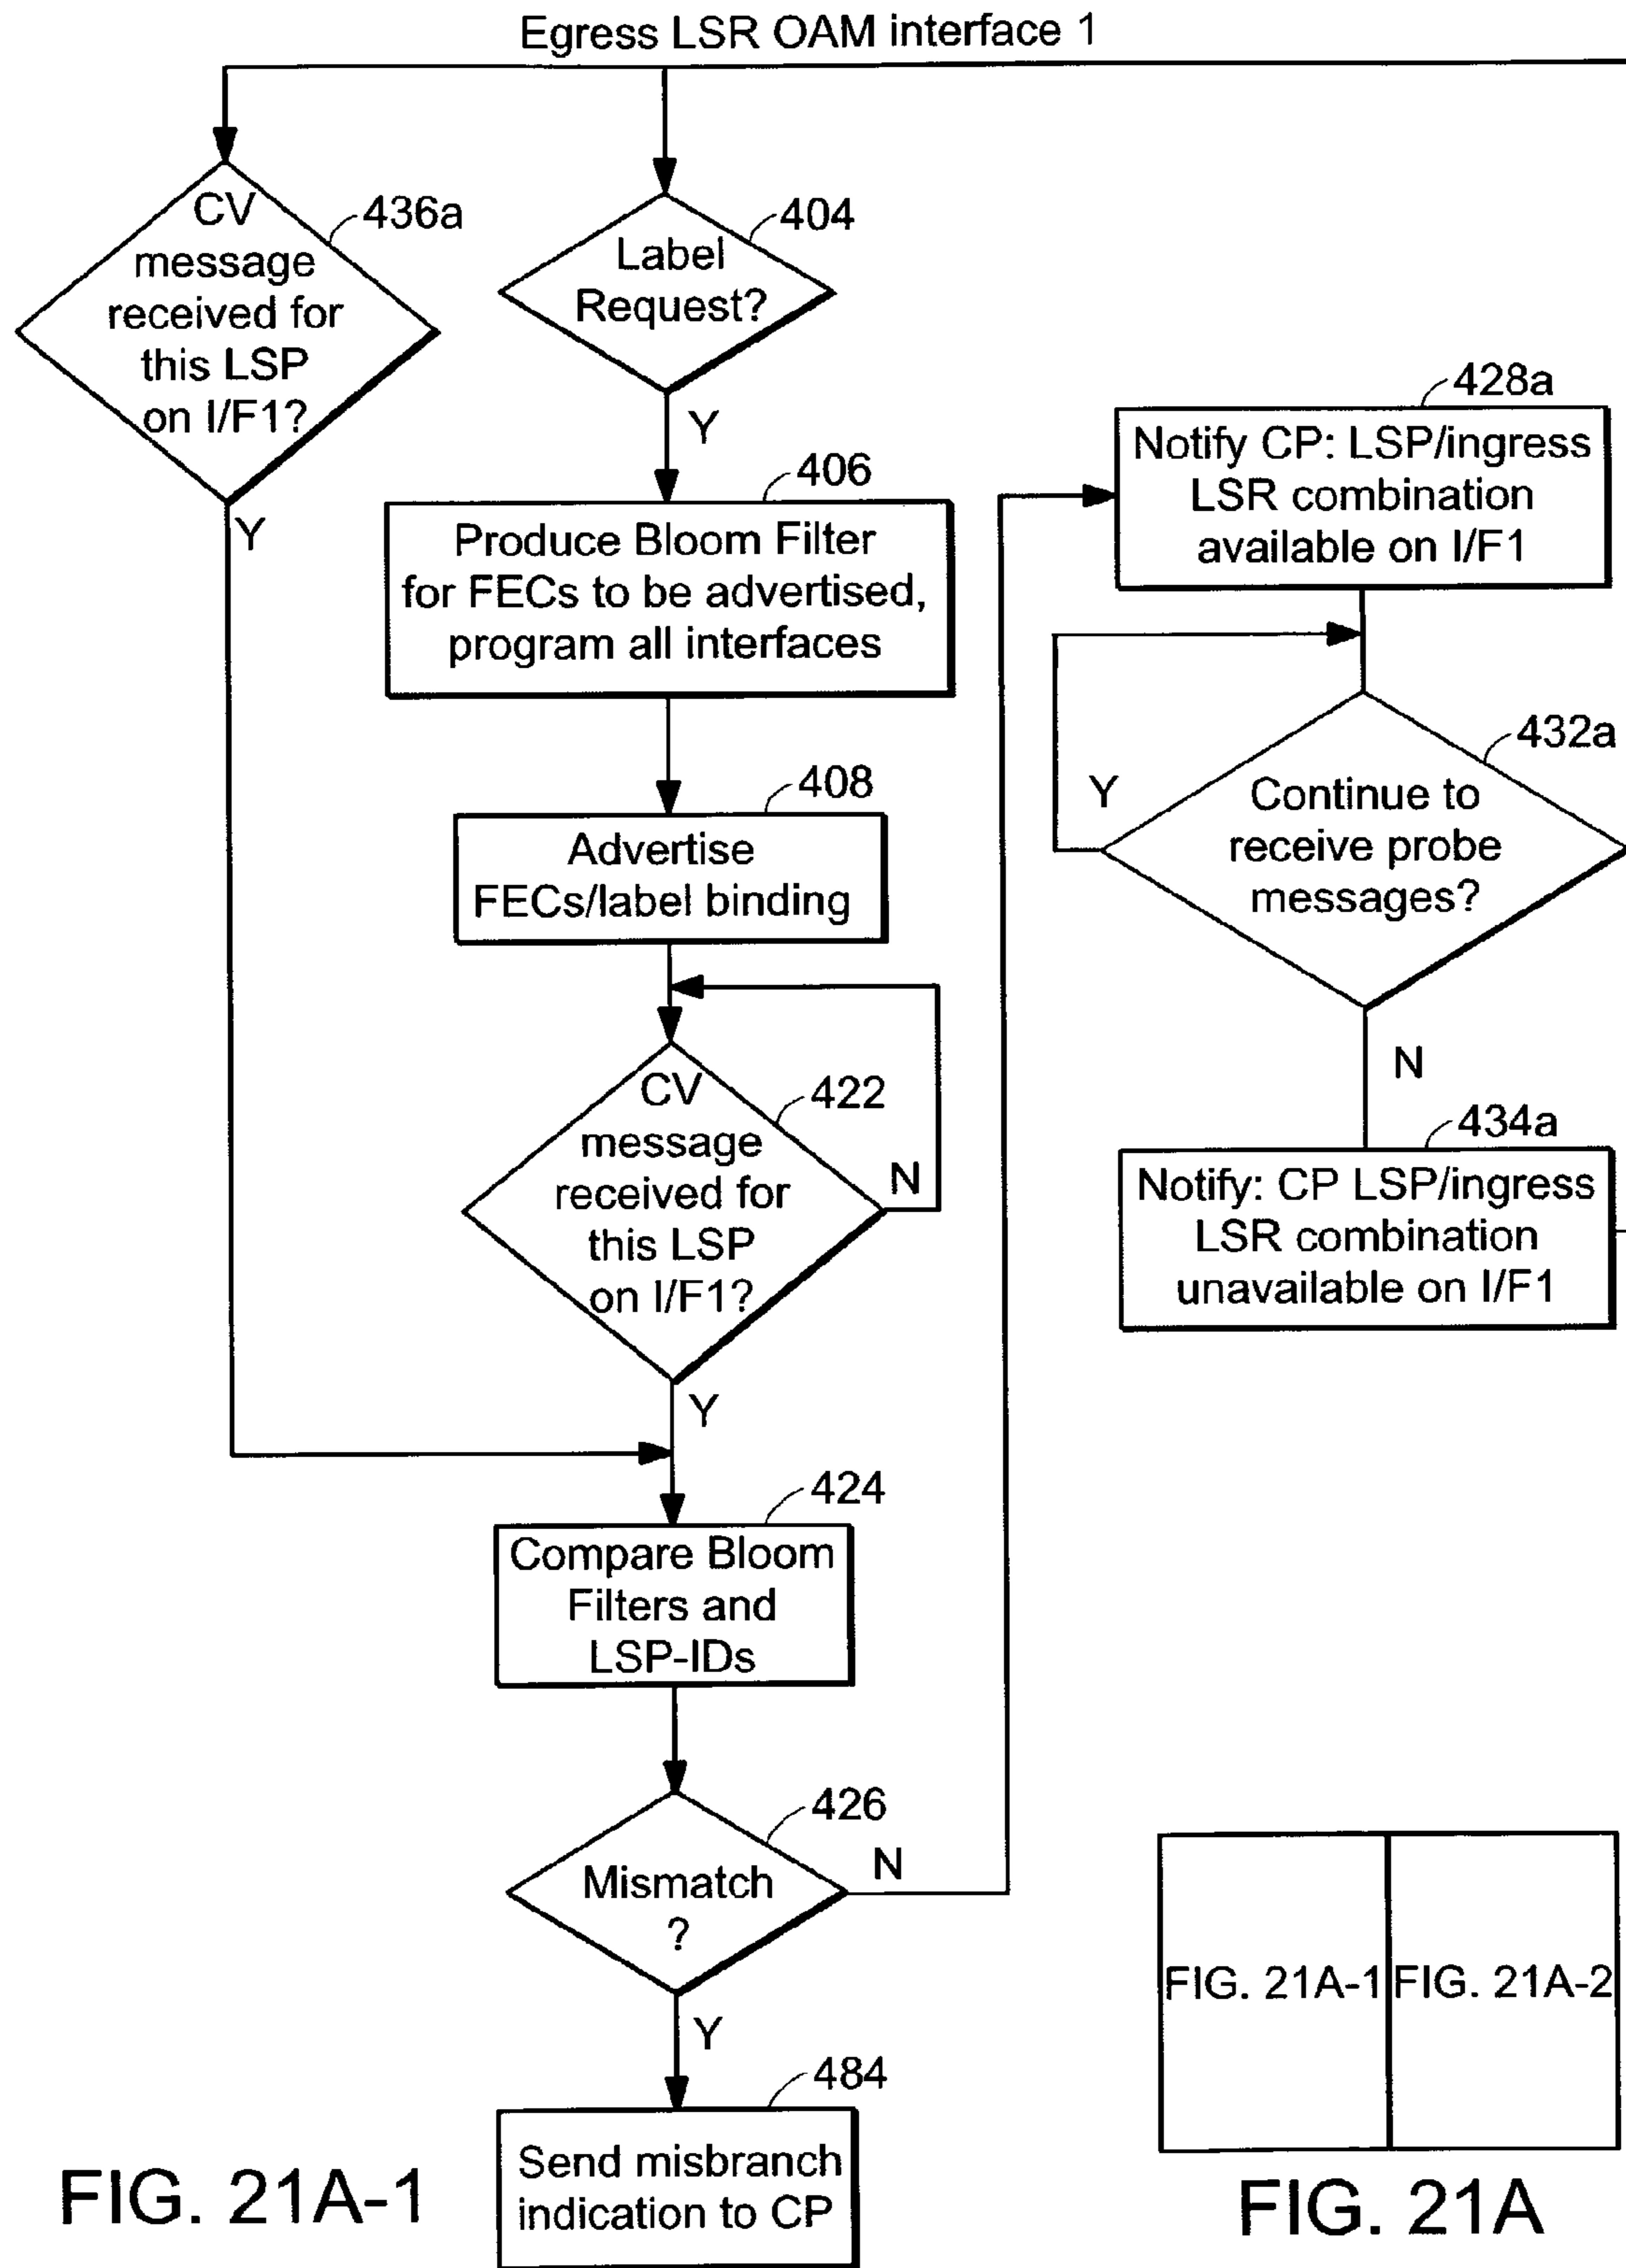 Egress LSR OAM interface 1
CV
message
received for
this LSP
on I/F1?
436a
Y
Label
Request?
404
Y
406
Produce Bloom Filter
for FECs to be advertised,
program all interfaces
408
Advertise
FECs/label binding
CV
message
received for
this LSP
on I/F1?
422
N
Y
424
Compare Bloom
Filters and
LSP-IDs
426
Mismatch
?
N
Y
484
Send misbranch
indication to CP
428a
Notify CP: LSP/ingress
LSR combination
available on I/F1
432a
Y
Continue to
receive probe
messages?
N
434a
Notify: CP LSP/ingress
LSR combination
unavailable on I/F1
FIG. 21A-1
FIG. 21A-2
FIG. 21A-1
FIG. 21A